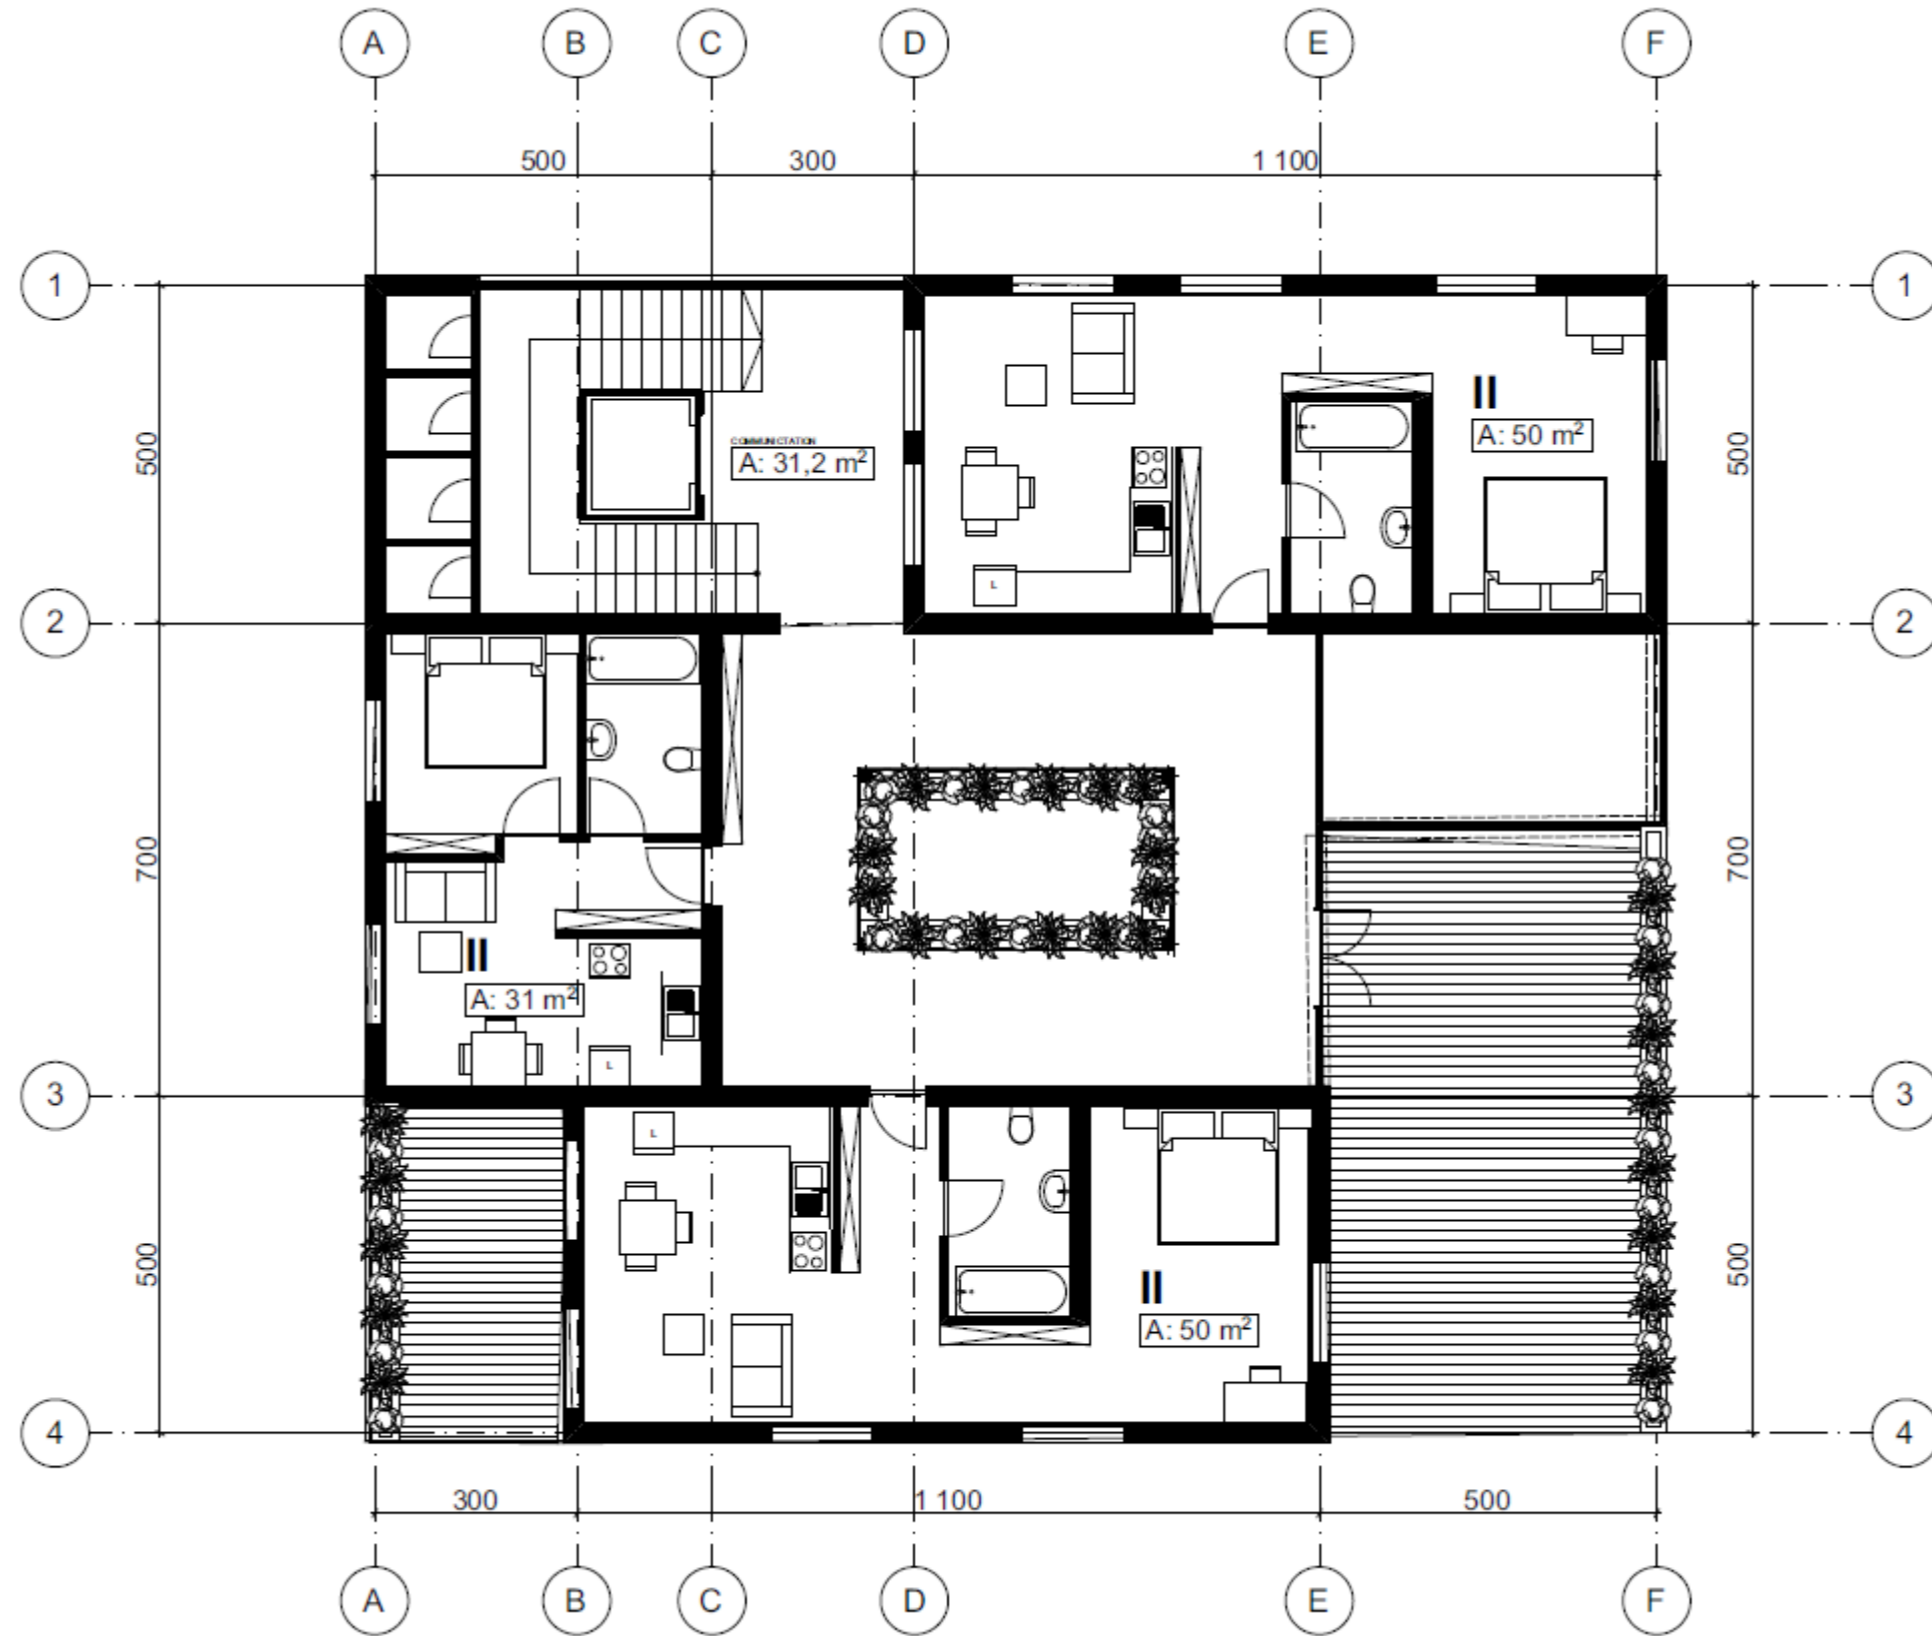 A B C D E F
500 300 1 100
1 1
500 COMMUNICTATION II 500
A: 31,2 m² A: 50 m²
L
2 2
700 700
II
A: 31 m²
L
3 3
L
500 II 500
A: 50 m²
4 4
300 1 100 500
A B C D E F